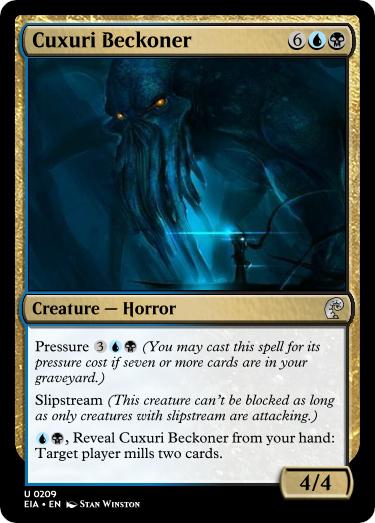 Cuxuri Beckoner 6
Creature — Horror
Pressure 3 (You may cast this spell for its
pressure cost if seven or more cards are in your
graveyard.)
Slipstream (This creature can't be blocked as long
as only creatures with slipstream are attacking.)
, Reveal Cuxuri Beckoner from your hand:
Target player mills two cards.
4/4
U 0209
EIA • EN Stan Winston